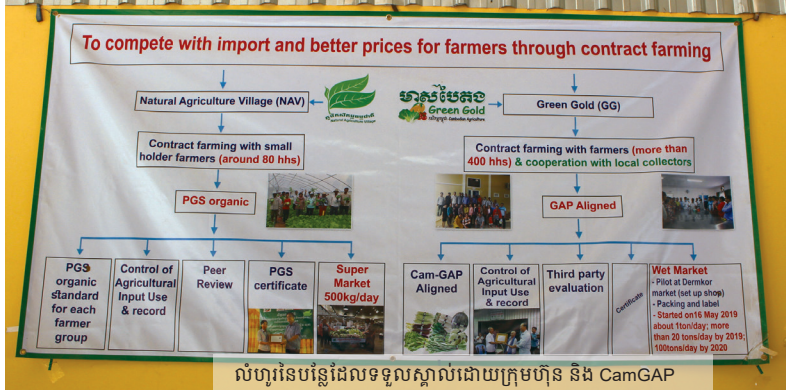 To compete with import and better prices for farmers through contract farming
Natural Agriculture Village (NAV)
Natural Agriculture Village
មាសបៃតង
Green Gold
Cambodian Agriculture
Green Gold (GG)
Contract farming with small
holder farmers (around 80 hhs)
Contract farming with farmers (more than
400 hhs) & cooperation with local collectors
PGS organic
GAP Aligned
PGS
organic
standard
for each
farmer
group
Control of
Agricultural
Input Use
& record
Peer
Review
PGS
certificate
Super
Market
500kg/day
Cam-GAP
Aligned
Control of
Agricultural
Input Use
& record
Third party
evaluation
Certificate
Wet Market
- Pilot at Dermkor
market (set up shop)
- Packing and label
- Started on16 May 2019
about 1ton/day; more
than 20 tons/day by 2019;
100tons/day by 2020
លំហូរនៃបន្លែដែលទទួលស្គាល់ដោយក្រុមហ៊ុន និង CamGAP